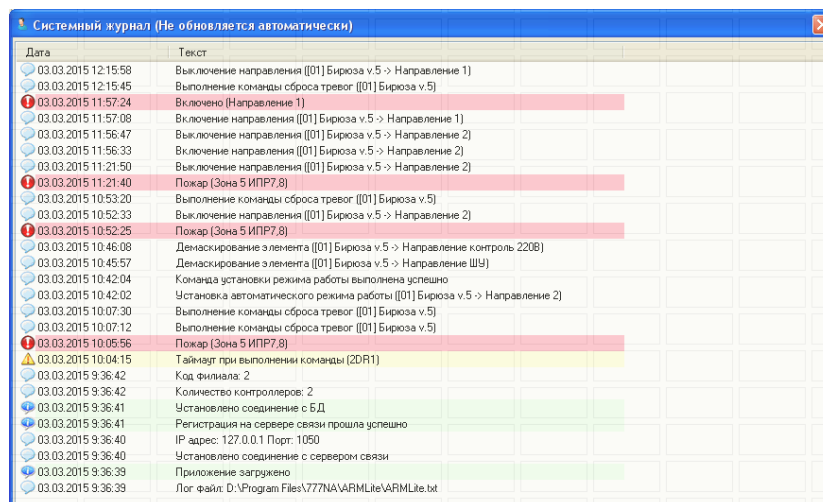 Системный журнал (Не обновляется автоматически)
Дата Текст
03.03.2015 12:15:58 Выключение направления ([01] Бирюза v.5 -> Направление 1)
03.03.2015 12:15:45 Выполнение команды сброса тревог ([01] Бирюза v.5)
03.03.2015 11:57:24 Включено (Направление 1)
03.03.2015 11:57:08 Включение направления ([01] Бирюза v.5 -> Направление 1)
03.03.2015 11:56:47 Выключение направления ([01] Бирюза v.5 -> Направление 2)
03.03.2015 11:56:33 Включение направления ([01] Бирюза v.5 -> Направление 2)
03.03.2015 11:21:50 Выключение направления ([01] Бирюза v.5 -> Направление 2)
03.03.2015 11:21:40 Пожар (Зона 5 ИПР7,8)
03.03.2015 10:53:20 Выполнение команды сброса тревог ([01] Бирюза v.5)
03.03.2015 10:52:33 Выключение направления ([01] Бирюза v.5 -> Направление 2)
03.03.2015 10:52:25 Пожар (Зона 5 ИПР7,8)
03.03.2015 10:46:08 Демаскирование элемента ([01] Бирюза v.5 -> Направление контроль 220В)
03.03.2015 10:45:57 Демаскирование элемента ([01] Бирюза v.5 -> Направление ШУ)
03.03.2015 10:42:04 Команда установки режима работы выполнена успешно
03.03.2015 10:42:02 Установка автоматического режима работы ([01] Бирюза v.5 -> Направление 2)
03.03.2015 10:07:30 Выполнение команды сброса тревог ([01] Бирюза v.5)
03.03.2015 10:07:12 Выполнение команды сброса тревог ([01] Бирюза v.5)
03.03.2015 10:05:56 Пожар (Зона 5 ИПР7,8)
03.03.2015 10:04:15 Таймаут при выполнении команды (2DR1)
03.03.2015 9:36:42 Код филиала: 2
03.03.2015 9:36:42 Количество контроллеров: 2
03.03.2015 9:36:41 Установлено соединение с БД
03.03.2015 9:36:41 Регистрация на сервере связи прошла успешно
03.03.2015 9:36:40 IP адрес: 127.0.0.1 Порт: 1050
03.03.2015 9:36:40 Установлено соединение с сервером связи
03.03.2015 9:36:39 Приложение загружено
03.03.2015 9:36:39 Лог файл: D:\Program Files\777NA\ARMLite\ARMLite.txt